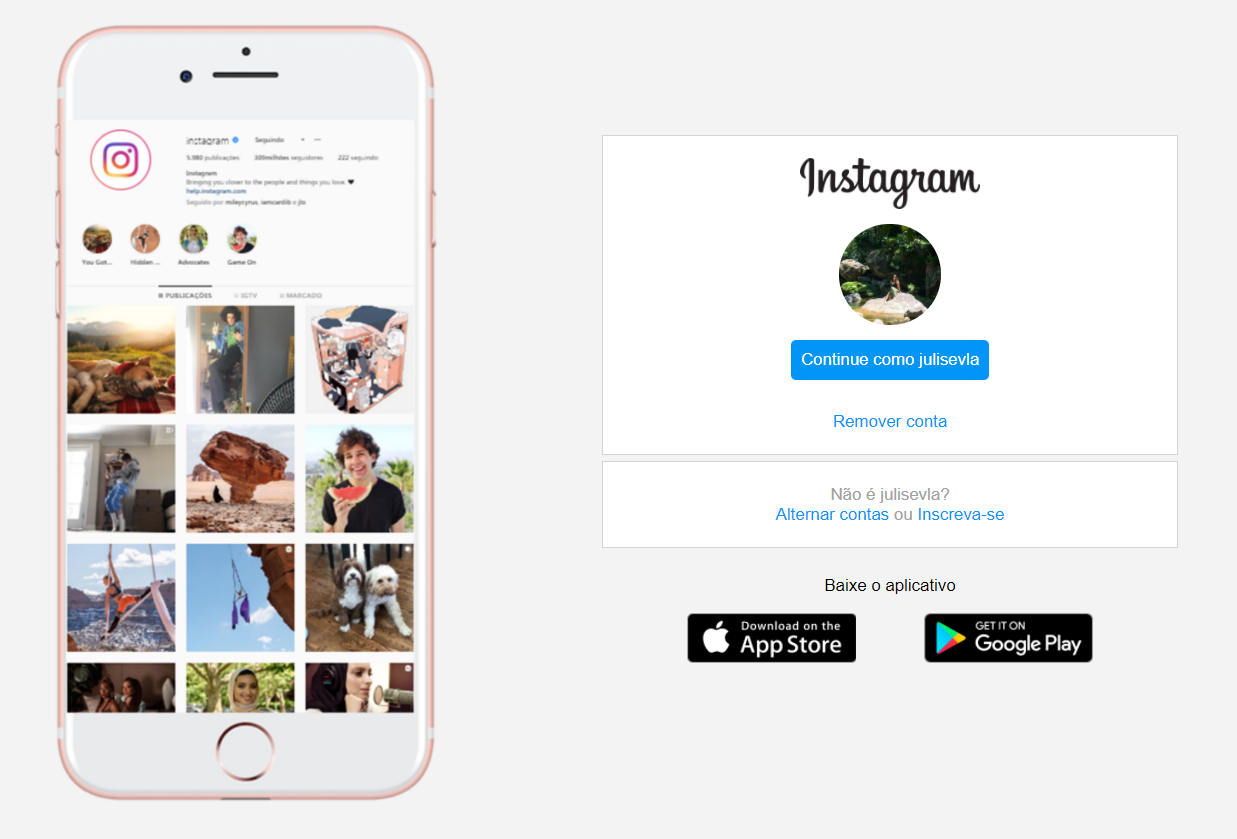 instagram Seguindo
5.980 publicações 309milhões seguidores 222 seguindo
Instagram
Bringing you closer to the people and things you love. ❤
help.instagram.com
Seguido por mileycyrus, iamcardib e jlo
You Got... Hidden ... Advocates Game On
PUBLICAÇÕES IGTV MARCADO
Instagram
Continue como julisevla
Remover conta
Não é julisevla?
Alternar contas ou Inscreva-se
Baixe o aplicativo
Download on the
App Store
GET IT ON
Google Play